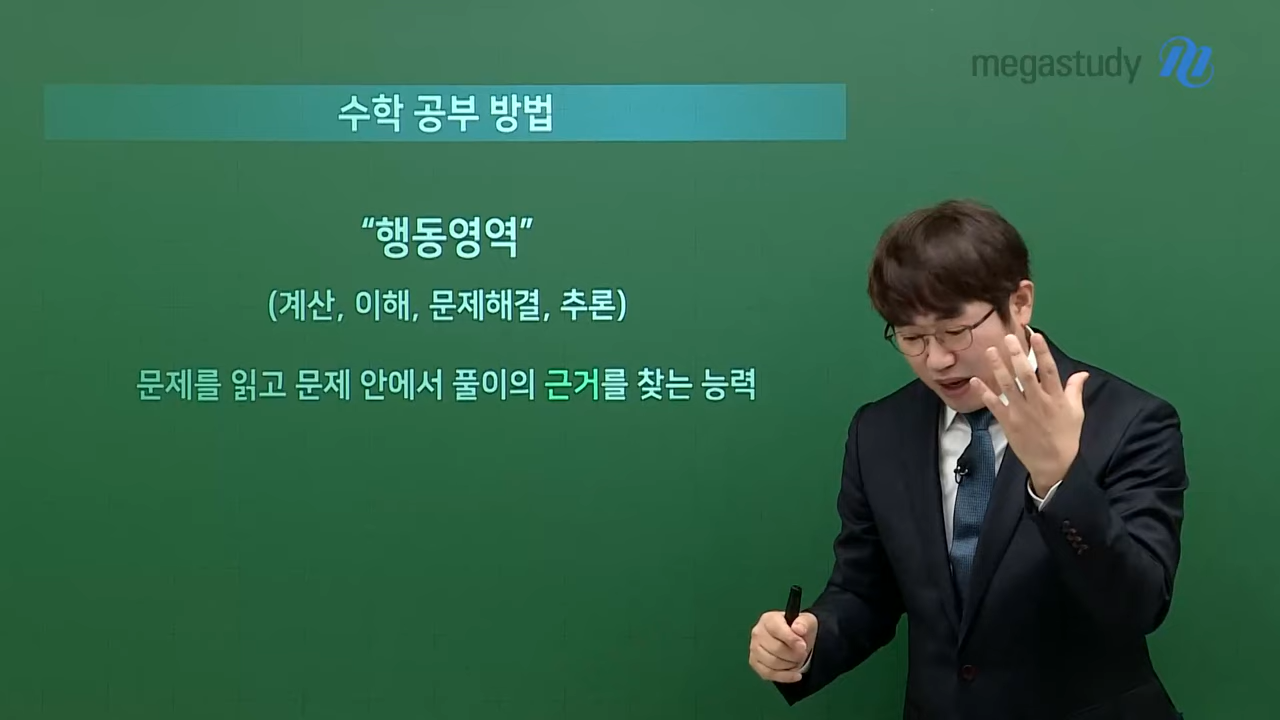 megastudy
수학 공부 방법
“행동영역”
(계산, 이해, 문제해결, 추론)
문제를 읽고 문제 안에서 풀이의 근거를 찾는 능력